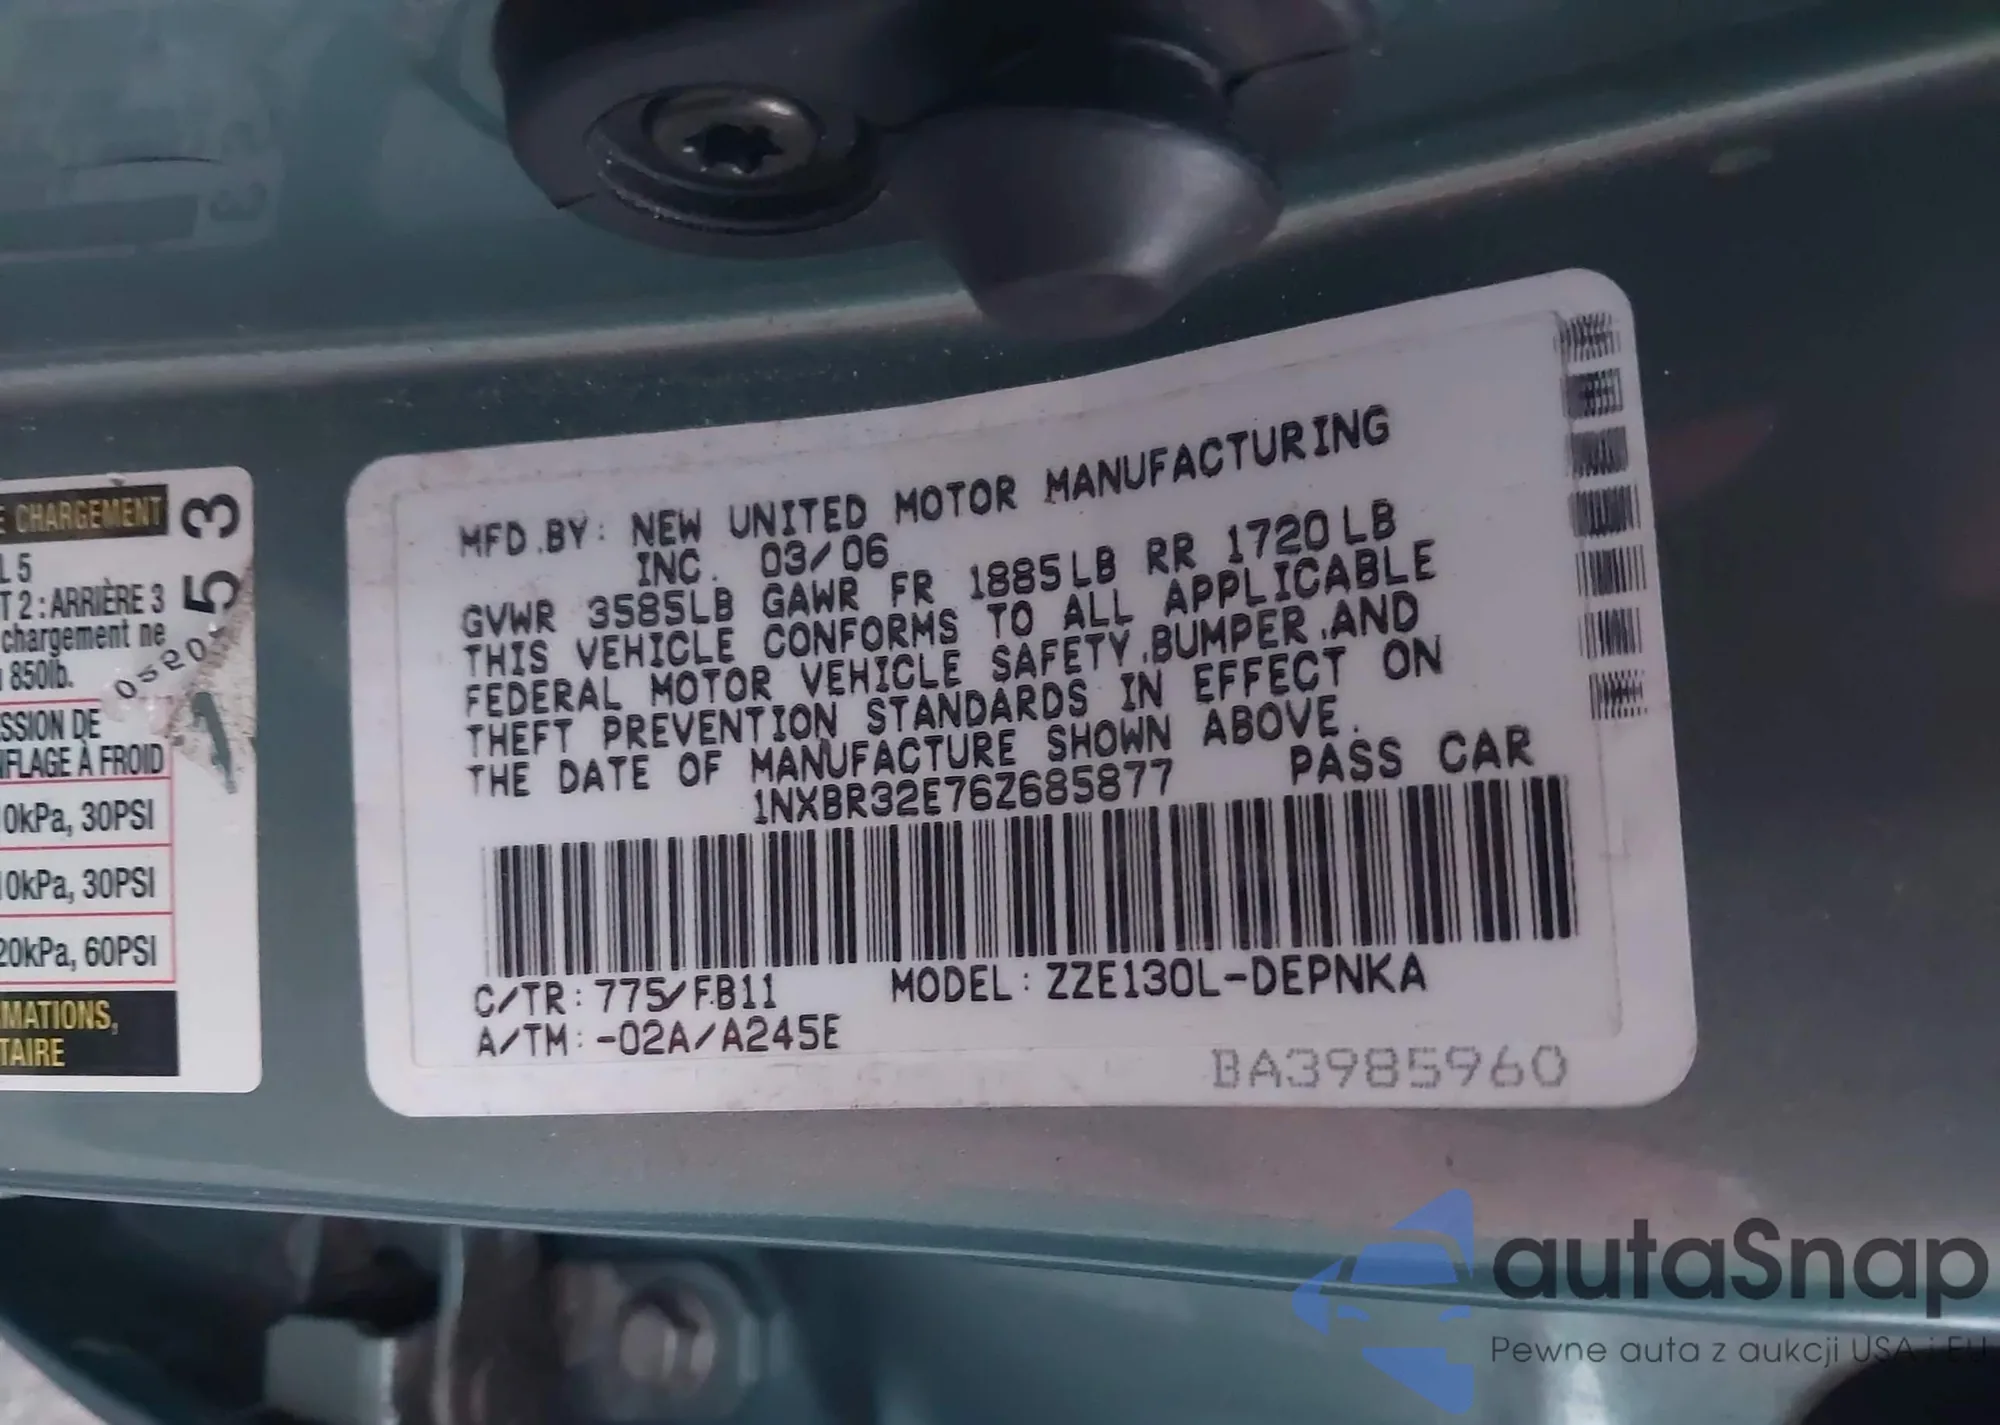 E CHARGEMENT
L 5
T 2 : ARRIÈRE 3
chargement ne
850lb.
53
SSION DE
NFLAGE À FROID
0kPa, 30PSI
10kPa, 30PSI
20kPa, 60PSI
MATIONS,
TAIRE
MFD.BY: NEW UNITED MOTOR MANUFACTURING
INC. 03/06
GVWR 3585LB GAWR FR 1885LB RR 1720LB
THIS VEHICLE CONFORMS TO ALL APPLICABLE
FEDERAL MOTOR VEHICLE SAFETY,BUMPER,AND
THEFT PREVENTION STANDARDS IN EFFECT ON
THE DATE OF MANUFACTURE SHOWN ABOVE.
1NXBR32E76Z685877 PASS CAR
C/TR: 775/FB11 MODEL: ZZE130L-DEPNKA
A/TM: -02A/A245E
BA3985960
autaSnap
Pewne auta z aukcji USA i EU